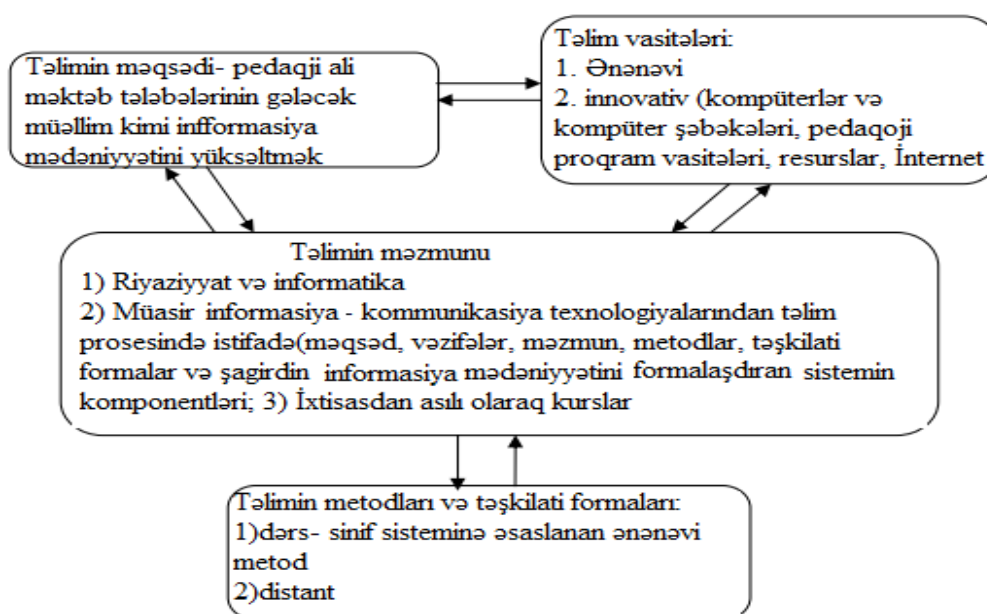 Təlimin məqsədi- pedaqji ali
məktəb tələbələrinin gələcək
müəllim kimi infformasiya
mədəniyyətini yüksəltmək
Təlim vasitələri:
1. Ənənəvi
2. innovativ (kompüterlər və
kompüter şəbəkələri, pedaqoji
proqram vasitələri, resurslar, İnternet
Təlimin məzmunu
1) Riyaziyyat və informatika
2) Müasir informasiya - kommunikasiya texnologiyalarından təlim
prosesində istifadə(məqsəd, vəzifələr, məzmun, metodlar, təşkilati
formalar və şagirdin informasiya mədəniyyətini formalaşdıran sistemin
komponentləri; 3) İxtisasdan asılı olaraq kurslar
Təlimin metodları və təşkilati formaları:
1)dərs- sinif sisteminə əsaslanan ənənəvi
metod
2)distant